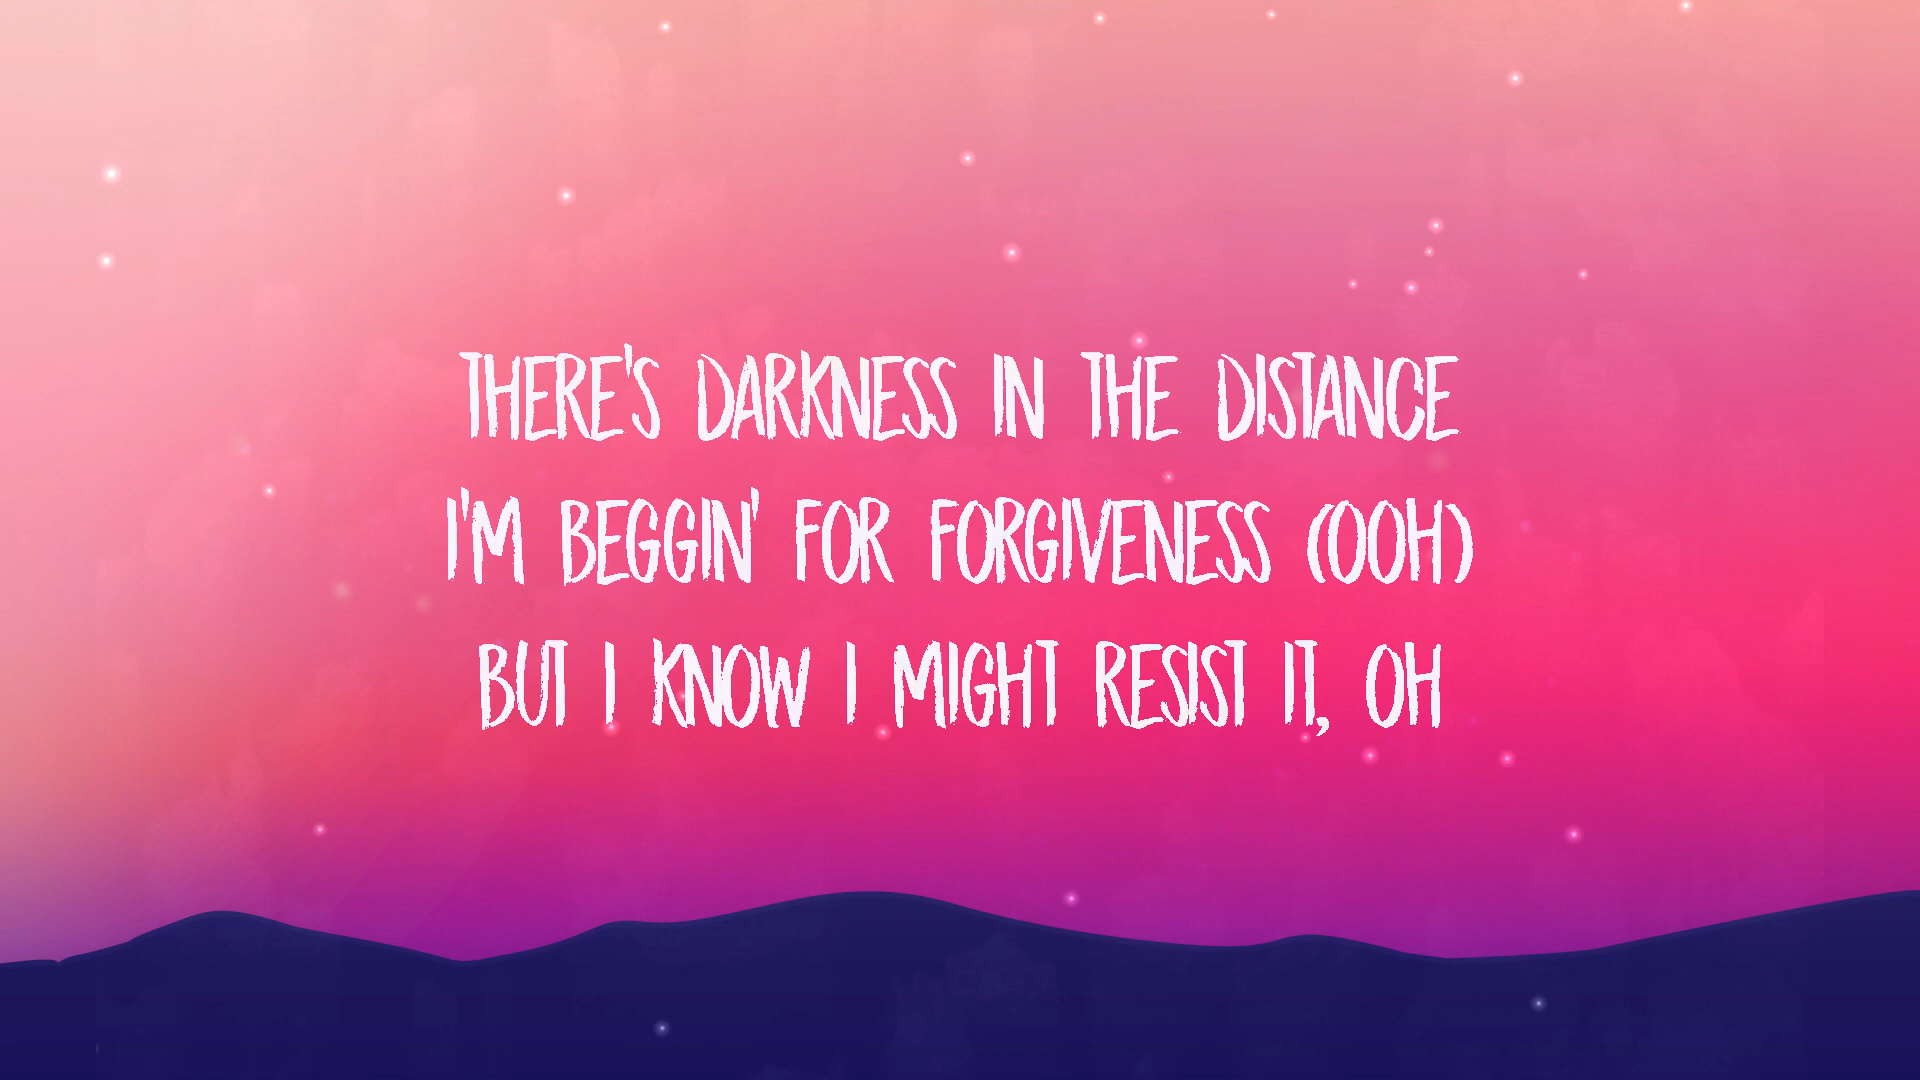 THERE'S DARKNESS IN THE DISTANCE
I'M BEGGIN' FOR FORGIVENESS (OOH)
BUT I KNOW I MIGHT RESIST IT, OH